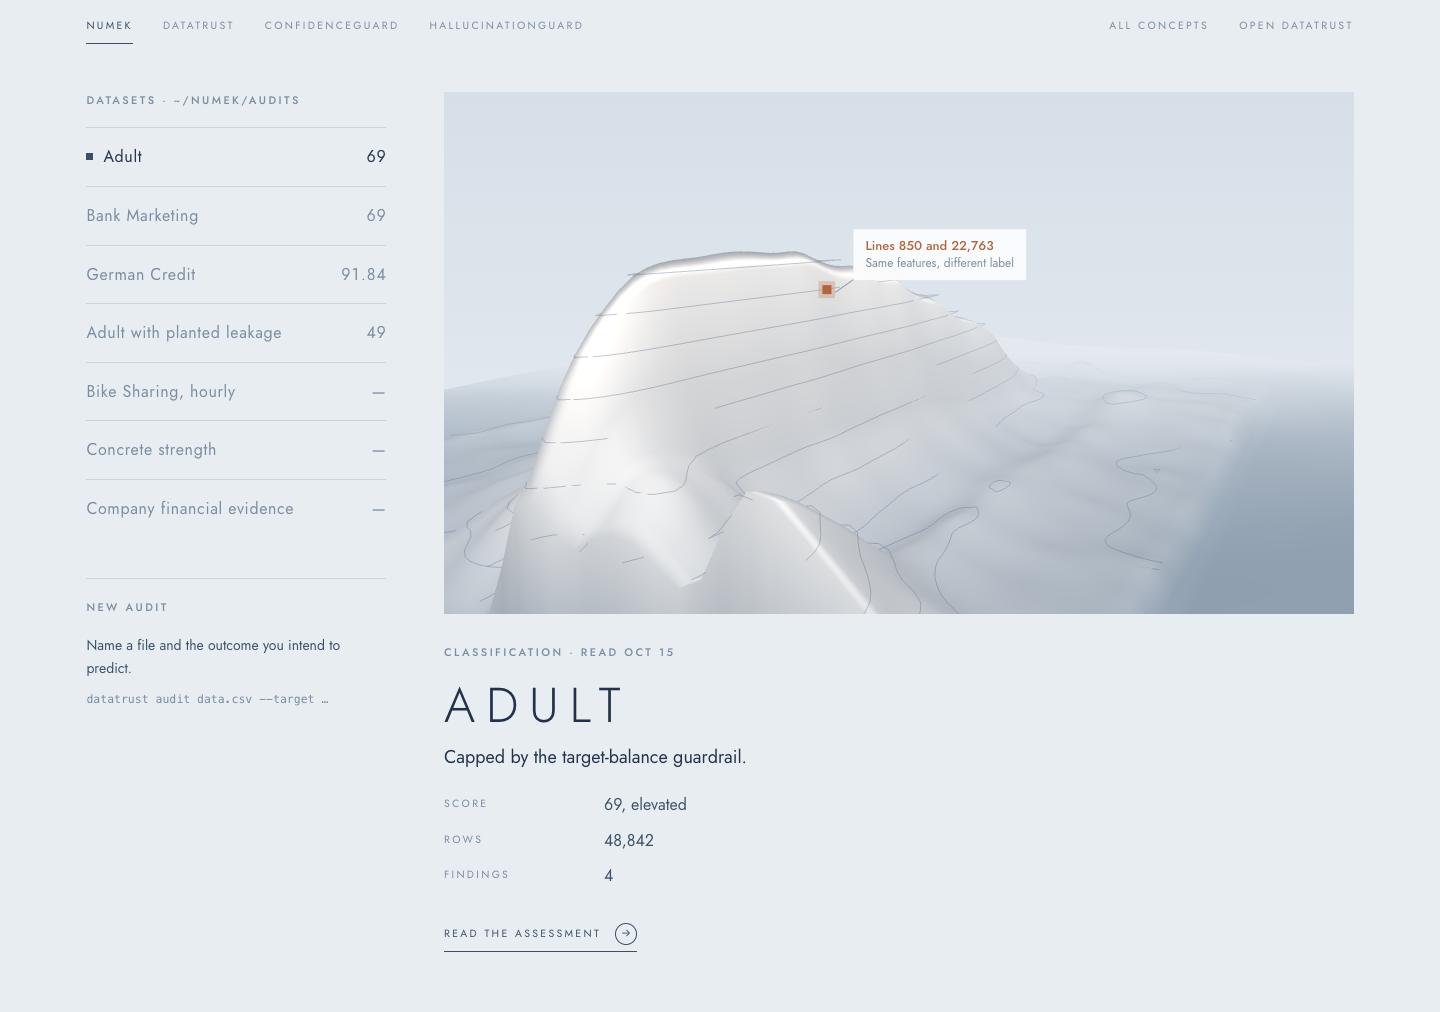 NUMEK DATATRUST CONFIDENCEGUARD HALLUCINATIONGUARD ALL CONCEPTS OPEN DATATRUST
DATASETS · ~/NUMEK/AUDITS
Adult 69
Bank Marketing 69
German Credit 91.84
Adult with planted leakage 49
Bike Sharing, hourly —
Concrete strength —
Company financial evidence —
NEW AUDIT
Name a file and the outcome you intend to
predict.
datatrust audit data.csv --target …
Lines 850 and 22,763
Same features, different label
CLASSIFICATION · READ OCT 15
ADULT
Capped by the target-balance guardrail.
SCORE 69, elevated
ROWS 48,842
FINDINGS 4
READ THE ASSESSMENT →